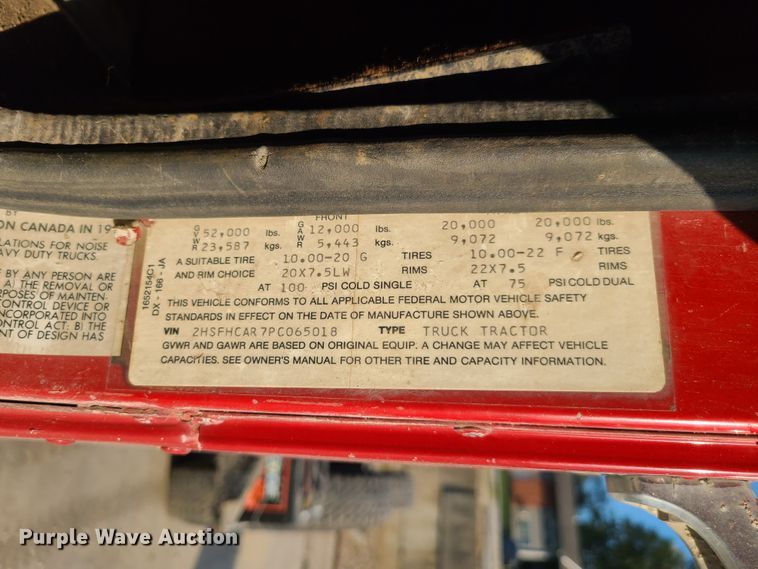 BY
ON CANADA IN 19
LATIONS FOR NOISE
AVY DUTY TRUCKS.
F BY ANY PERSON ARE
A) THE REMOVAL OR
RPOSES OF MAINTEN-
CONTROL DEVICE OR
INCORPORATED INTO
ONTROL ACT: B) THE
NT OF DESIGN HAS
1652154C1
DX - 166 - JA
FRONT
GVWR 52,000 lbs. GAWR 12,000 lbs. 20,000 20,000 lbs.
23,587 kgs. 5,443 kgs. 9,072 9,072 kgs.
A SUITABLE TIRE 10.00-20 G TIRES 10.00-22 F TIRES
AND RIM CHOICE 20X7.5LW RIMS 22X7.5 RIMS
AT 100 PSI COLD SINGLE AT 75 PSI COLD DUAL
THIS VEHICLE CONFORMS TO ALL APPLICABLE FEDERAL MOTOR VEHICLE SAFETY
STANDARDS IN EFFECT ON THE DATE OF MANUFACTURE SHOWN ABOVE.
VIN 2HSFHCAR7PC065018 TYPE TRUCK TRACTOR
GVWR AND GAWR ARE BASED ON ORIGINAL EQUIP. A CHANGE MAY AFFECT VEHICLE
CAPACITIES. SEE OWNER'S MANUAL FOR OTHER TIRE AND CAPACITY INFORMATION.
Purple Wave Auction